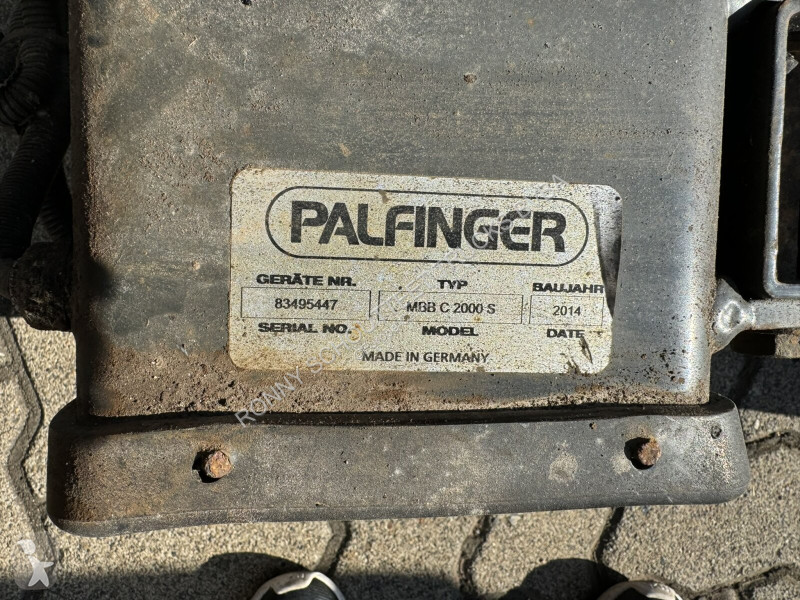 PALFINGER
GERÄTE NR. TYP BAUJAHR
83495447 MBB C 2000 S 2014
SERIAL NO. MODEL DATE
MADE IN GERMANY